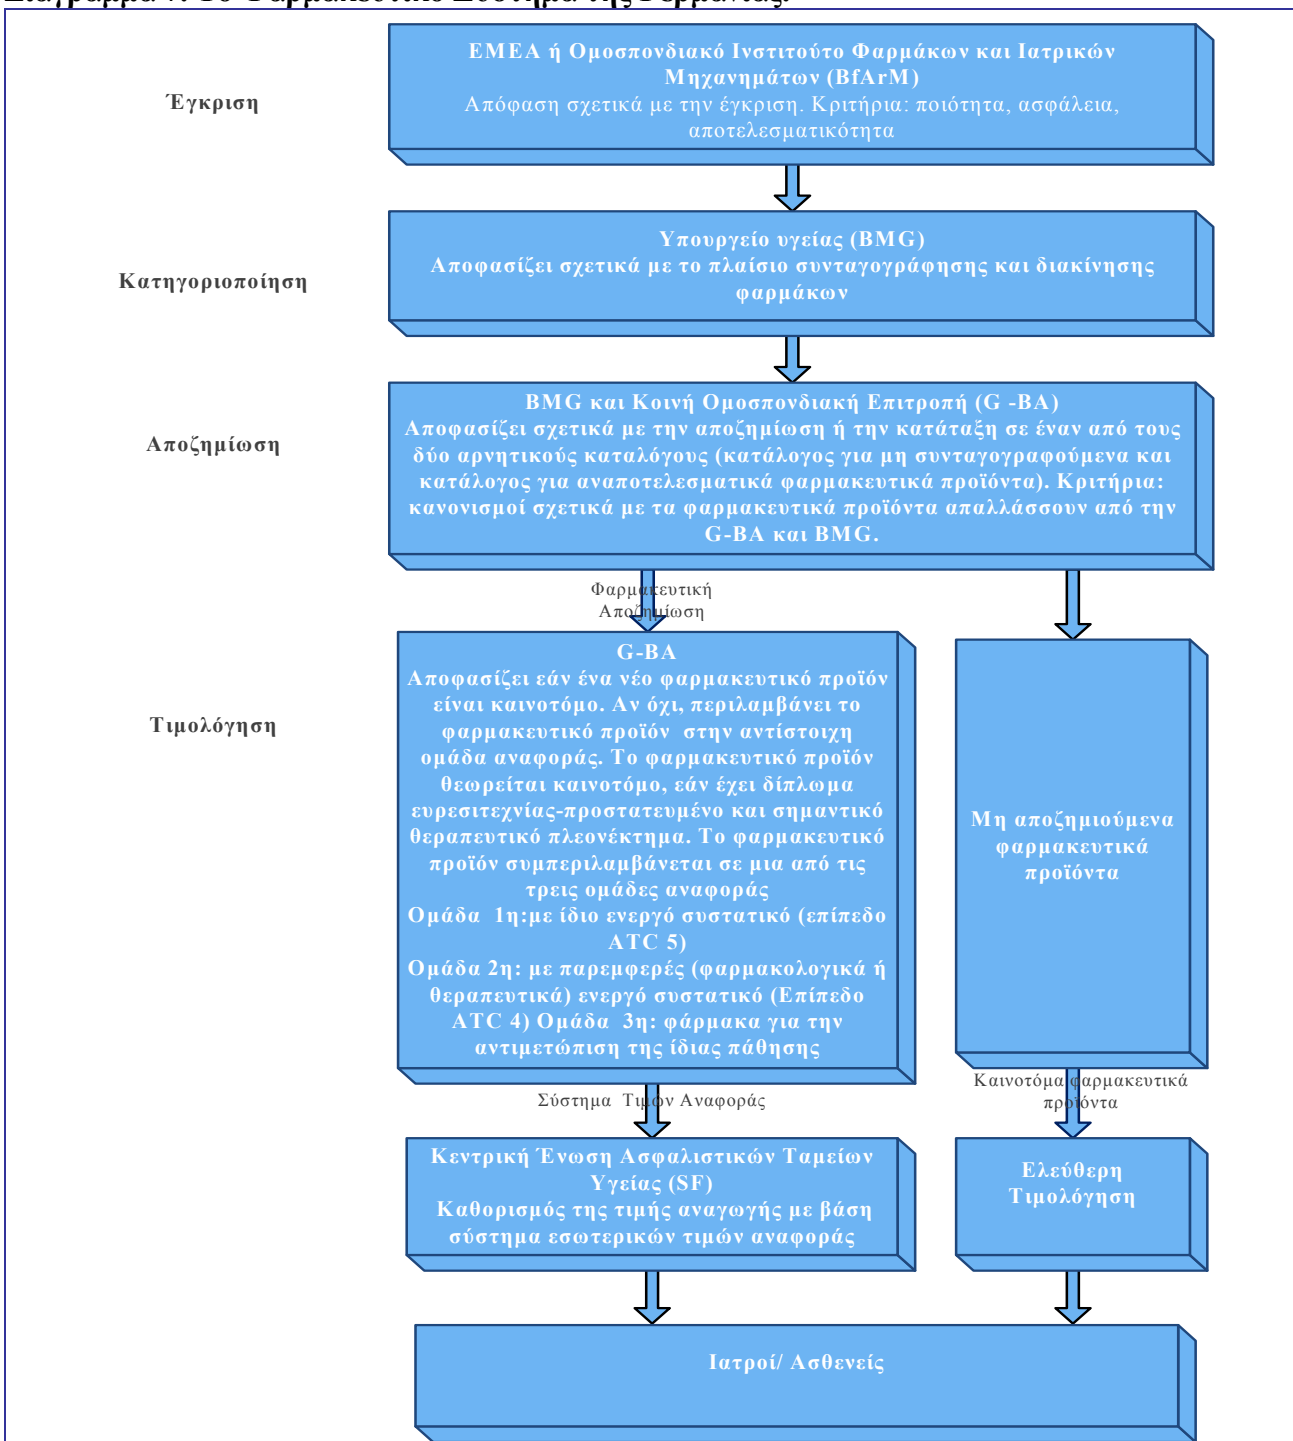 Διάγραμμα 7: Το Φαρμακευτικό Σύστημα της Γερμανίας.
Έγκριση
ΕΜΕΑ ή Ομοσπονδιακό Ινστιτούτο Φαρμάκων και Ιατρικών
Μηχανημάτων (BfArM)
Απόφαση σχετικά με την έγκριση. Κριτήρια: ποιότητα, ασφάλεια,
αποτελεσματικότητα
Κατηγοριοποίηση
Υπουργείο υγείας (BMG)
Αποφασίζει σχετικά με το πλαίσιο συνταγογράφησης και διακίνησης
φαρμάκων
Αποζημίωση
BMG και Κοινή Ομοσπονδιακή Επιτροπή (G -BA)
Αποφασίζει σχετικά με την αποζημίωση ή την κατάταξη σε έναν από τους
δύο αρνητικούς καταλόγους (κατάλογος για μη συνταγογραφούμενα και
κατάλογος για αναποτελεσματικά φαρμακευτικά προϊόντα). Κριτήρια:
κανονισμοί σχετικά με τα φαρμακευτικά προϊόντα απαλλάσσουν από την
G-BA και BMG.
Φαρμακευτική
Αποζημίωση
Τιμολόγηση
G-BA
Αποφασίζει εάν ένα νέο φαρμακευτικό προϊόν
είναι καινοτόμο. Αν όχι, περιλαμβάνει το
φαρμακευτικό προϊόν στην αντίστοιχη
ομάδα αναφοράς. Το φαρμακευτικό προϊόν
θεωρείται καινοτόμο, εάν έχει δίπλωμα
ευρεσιτεχνίας-προστατευμένο και σημαντικό
θεραπευτικό πλεονέκτημα. Το φαρμακευτικό
προϊόν συμπεριλαμβάνεται σε μια από τις
τρεις ομάδες αναφοράς
Ομάδα 1η:με ίδιο ενεργό συστατικό (επίπεδο
ATC 5)
Ομάδα 2η: με παρεμφερές (φαρμακολογικά ή
θεραπευτικά) ενεργό συστατικό (Επίπεδο
ATC 4) Ομάδα 3η: φάρμακα για την
αντιμετώπιση της ίδιας πάθησης
Μη αποζημιούμενα
φαρμακευτικά
προϊόντα
Σύστημα Τιμών Αναφοράς
Καινοτόμα φαρμακευτικά
προϊόντα
Κεντρική Ένωση Ασφαλιστικών Ταμείων
Υγείας (SF)
Καθορισμός της τιμής αναγωγής με βάση
σύστημα εσωτερικών τιμών αναφοράς
Ελεύθερη
Τιμολόγηση
Ιατροί/ Ασθενείς